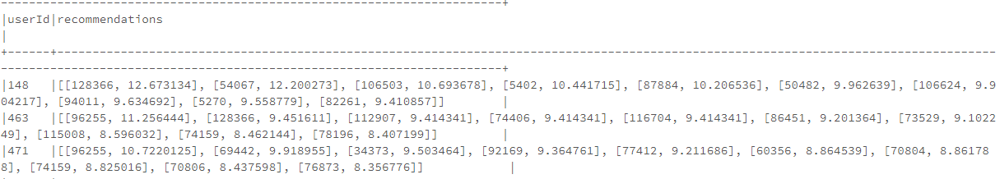 -----------------------------------------------------------------------+
|userId|recommendations
|
+------+------------------------------------------------------------------------------------------------------------------------------------
-----------------------------------------------------------------------+
|148   |[[128366, 12.673134], [54067, 12.200273], [106503, 10.693678], [5402, 10.441715], [87884, 10.206536], [50482, 9.962639], [106624, 9.9
04217], [94011, 9.634692], [5270, 9.558779], [82261, 9.410857]]        |
|463   |[[96255, 11.256444], [128366, 9.451611], [112907, 9.414341], [74406, 9.414341], [116704, 9.414341], [86451, 9.201364], [73529, 9.1022
49], [115008, 8.596032], [74159, 8.462144], [78196, 8.407199]]         |
|471   |[[96255, 10.7220125], [69442, 9.918955], [34373, 9.503464], [92169, 9.364761], [77412, 9.211686], [60356, 8.864539], [70804, 8.86178
8], [74159, 8.825016], [70806, 8.437598], [76873, 8.356776]]            |